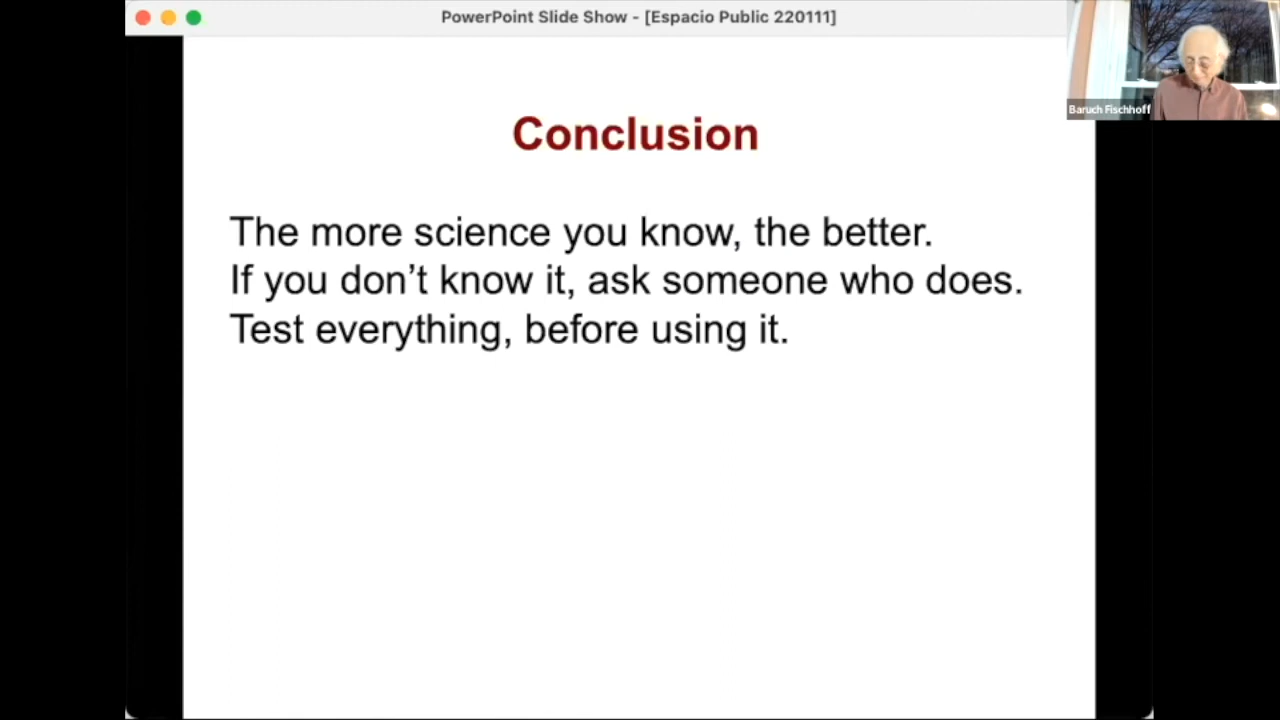 PowerPoint Slide Show - [Espacio Public 220111]
Baruch Fischhoff
Conclusion
The more science you know, the better.
If you don’t know it, ask someone who does.
Test everything, before using it.